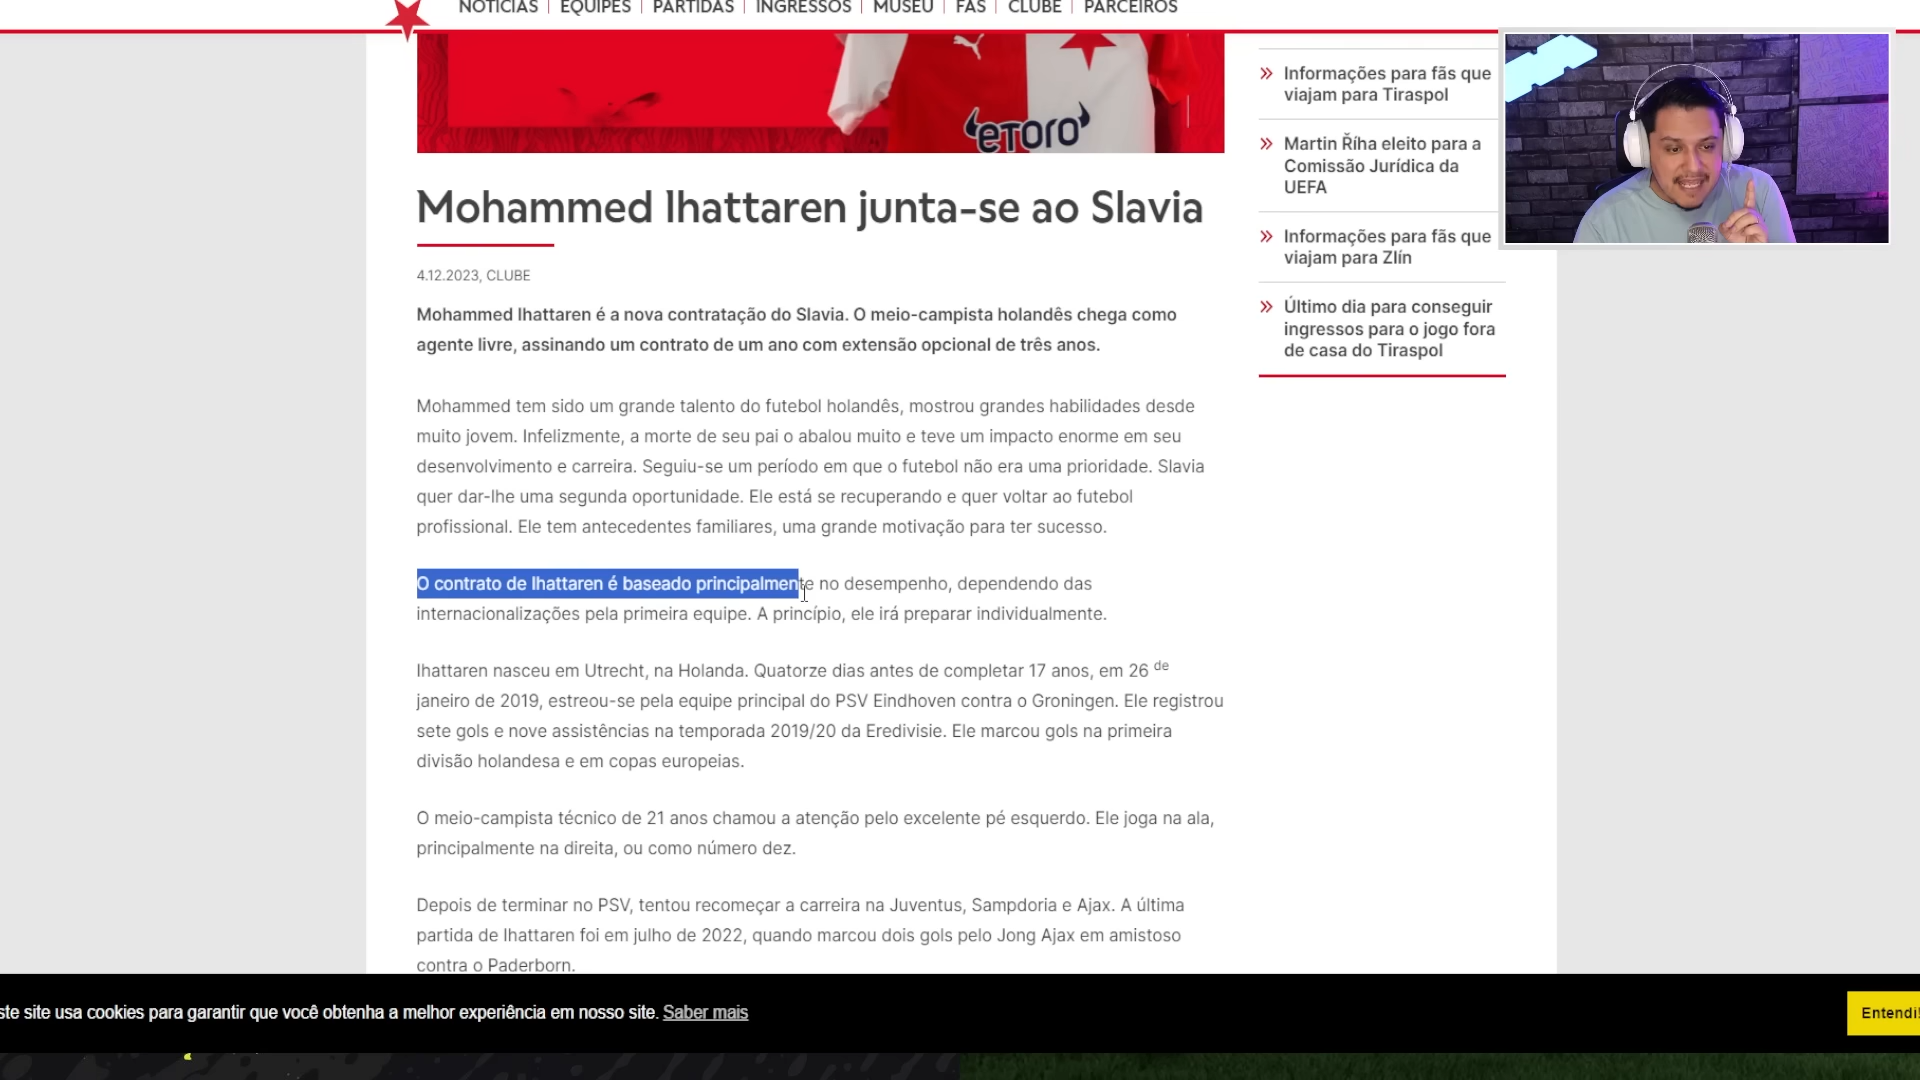 NOTÍCIAS EQUIPES PARTIDAS INGRESSOS MUSEU FÃS CLUBE PARCEIROS
eTORO
Mohammed Ihattaren junta-se ao Slavia
4.12.2023, CLUBE
Mohammed Ihattaren é a nova contratação do Slavia. O meio-campista holandês chega como
agente livre, assinando um contrato de um ano com extensão opcional de três anos.
Mohammed tem sido um grande talento do futebol holandês, mostrou grandes habilidades desde
muito jovem. Infelizmente, a morte de seu pai o abalou muito e teve um impacto enorme em seu
desenvolvimento e carreira. Seguiu-se um período em que o futebol não era uma prioridade. Slavia
quer dar-lhe uma segunda oportunidade. Ele está se recuperando e quer voltar ao futebol
profissional. Ele tem antecedentes familiares, uma grande motivação para ter sucesso.
O contrato de Ihattaren é baseado principalmente no desempenho, dependendo das
internacionalizações pela primeira equipe. A princípio, ele irá preparar individualmente.
Ihattaren nasceu em Utrecht, na Holanda. Quatorze dias antes de completar 17 anos, em 26 de
janeiro de 2019, estreou-se pela equipe principal do PSV Eindhoven contra o Groningen. Ele registrou
sete gols e nove assistências na temporada 2019/20 da Eredivisie. Ele marcou gols na primeira
divisão holandesa e em copas europeias.
O meio-campista técnico de 21 anos chamou a atenção pelo excelente pé esquerdo. Ele joga na ala,
principalmente na direita, ou como número dez.
Depois de terminar no PSV, tentou recomeçar a carreira na Juventus, Sampdoria e Ajax. A última
partida de Ihattaren foi em julho de 2022, quando marcou dois gols pelo Jong Ajax em amistoso
contra o Paderborn.
» Informações para fãs que
viajam para Tiraspol
» Martin Říha eleito para a
Comissão Jurídica da
UEFA
» Informações para fãs que
viajam para Zlín
» Último dia para conseguir
ingressos para o jogo fora
de casa do Tiraspol
ste site usa cookies para garantir que você obtenha a melhor experiência em nosso site. Saber mais
Entendi!